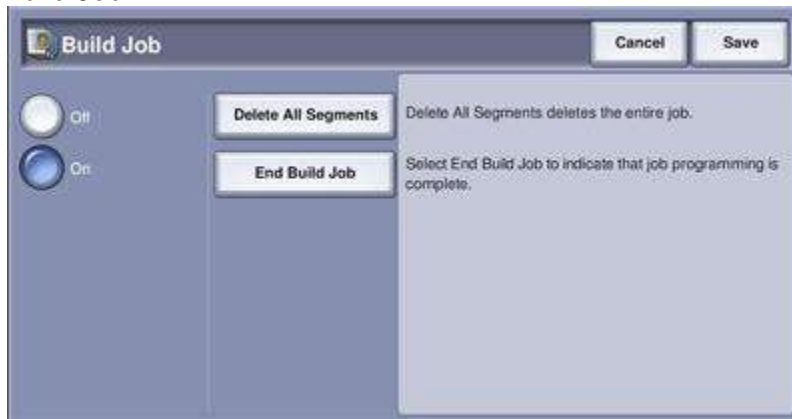 Build Job
Cancel
Save
Off
On
Delete All Segments
End Build Job
Delete All Segments deletes the entire job.
Select End Build Job to indicate that job programming is
complete.